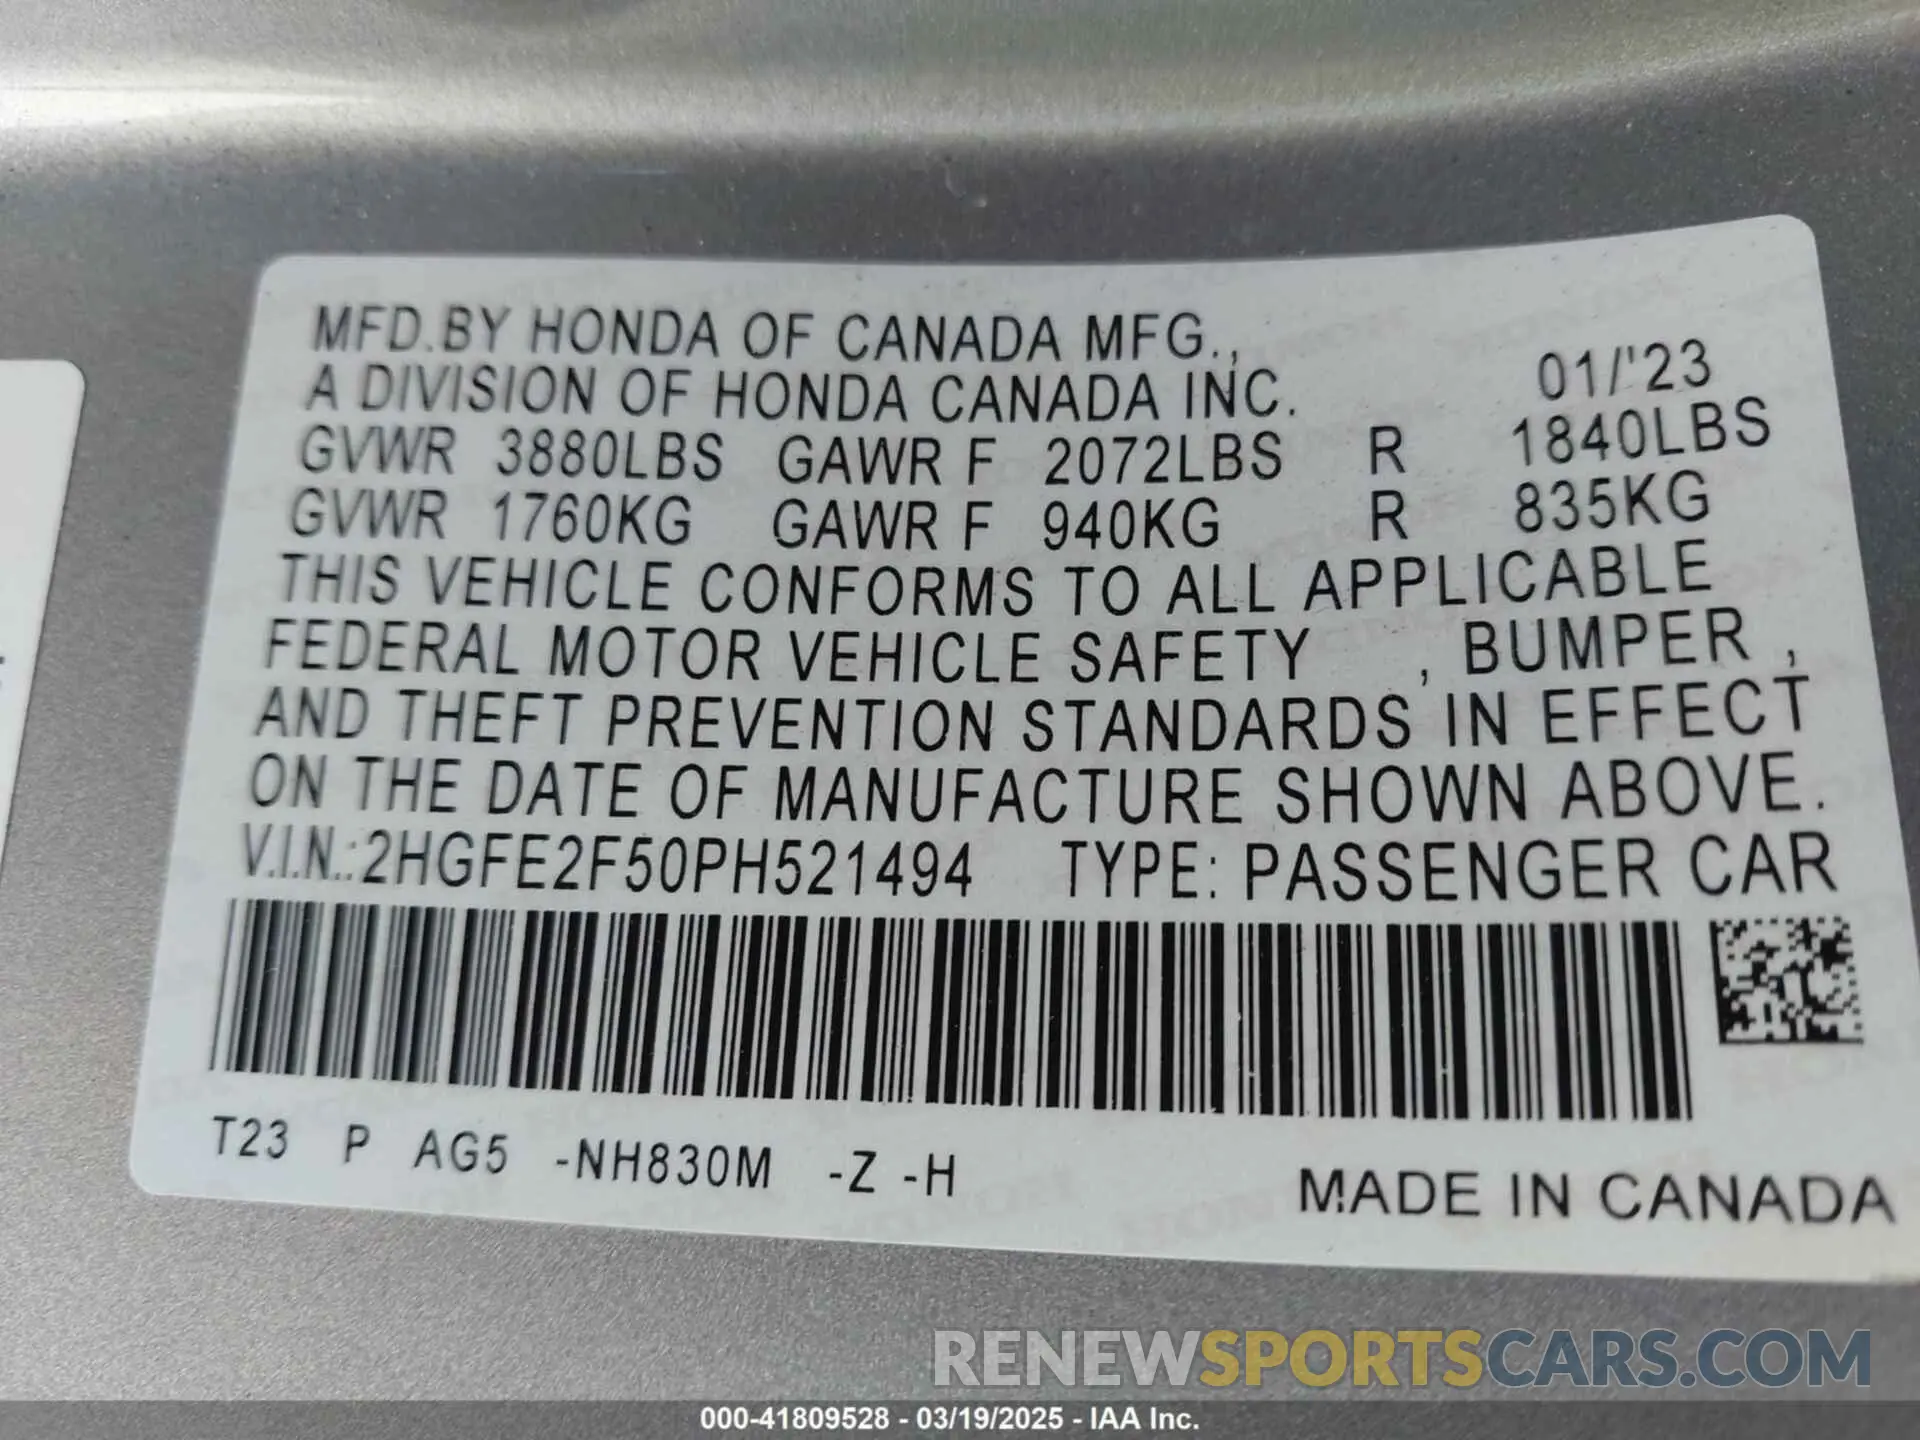 MFD.BY HONDA OF CANADA MFG.,
A DIVISION OF HONDA CANADA INC. 01/'23
GVWR 3880LBS GAWR F 2072LBS R 1840LBS
GVWR 1760KG GAWR F 940KG R 835KG
THIS VEHICLE CONFORMS TO ALL APPLICABLE
FEDERAL MOTOR VEHICLE SAFETY , BUMPER ,
AND THEFT PREVENTION STANDARDS IN EFFECT
ON THE DATE OF MANUFACTURE SHOWN ABOVE.
V.I.N.:2HGFE2F50PH521494 TYPE: PASSENGER CAR
T23 P AG5 -NH830M -Z -H
MADE IN CANADA
RENEWSPORTSCARS.COM
000-41809528 - 03/19/2025 - IAA Inc.